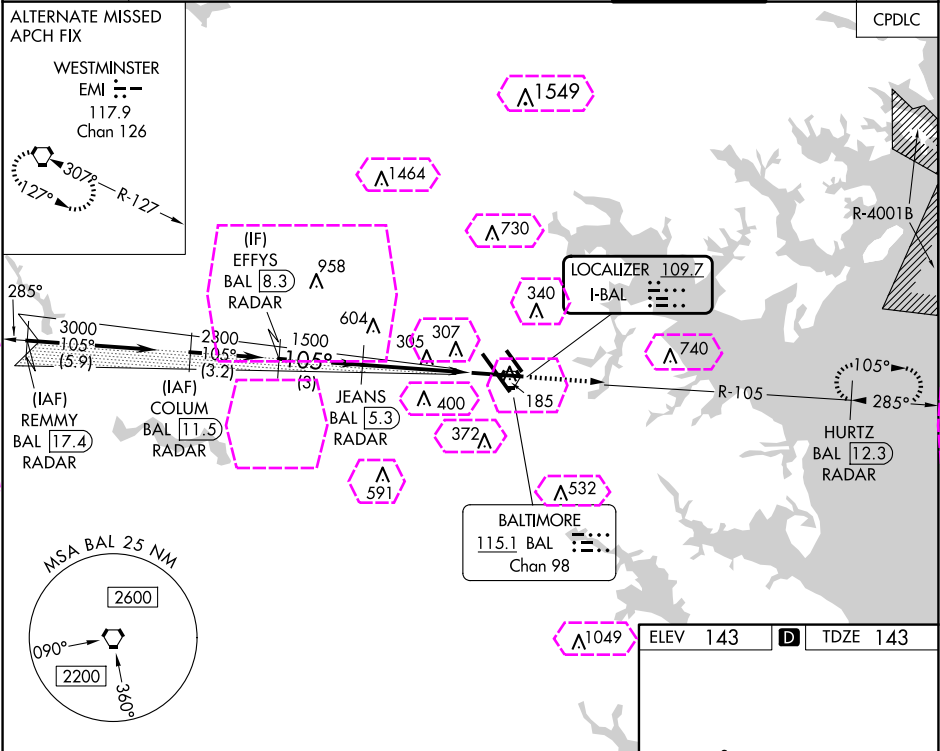 ALTERNATE MISSED
APCH FIX
WESTMINSTER
EMI
117.9
Chan 126
307°
127°
R-127
CPDLC
1549
1464
730
R-4001B
(IF)
EFFYS
BAL 8.3
RADAR
958
604
LOCALIZER 109.7
I-BAL
340
305
307
740
285°
3000
105°
(5.9)
2300
105°
(3.2)
1500
105°
(3)
(IAF)
REMMY
BAL 17.4
RADAR
(IAF)
COLUM
BAL 11.5
RADAR
JEANS
BAL 5.3
RADAR
400
185
372
591
532
R-105
105°
285°
HURTZ
BAL 12.3
RADAR
BALTIMORE
115.1 BAL
Chan 98
MSA BAL 25 NM
2600
090°
2200
360°
1049
ELEV 143
D
TDZE 143